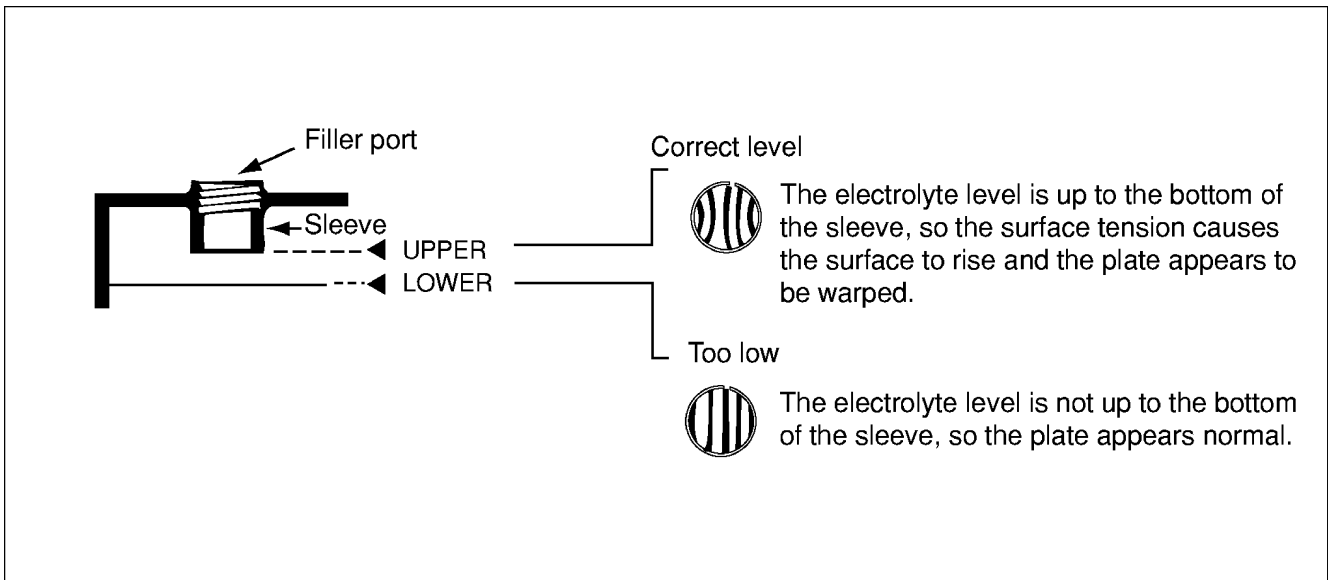 Filler port
Sleeve
UPPER
LOWER
Correct level
The electrolyte level is up to the bottom of
the sleeve, so the surface tension causes
the surface to rise and the plate appears to
be warped.
Too low
The electrolyte level is not up to the bottom
of the sleeve, so the plate appears normal.